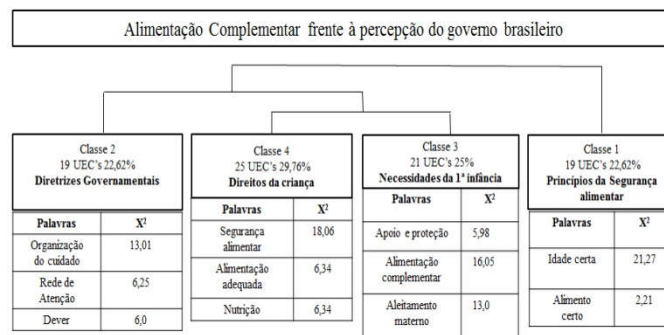 Alimentação Complementar frente à percepção do governo brasileiro
Classe 2
19 UEC's 22,62%
Diretrizes Governamentais
Palavras X²
Organização do cuidado 13,01
Rede de Atenção 6,25
Dever 6,0
Classe 4
25 UEC's 29,76%
Direitos da criança
Palavras X²
Segurança alimentar 18,06
Alimentação adequada 6,34
Nutrição 6,34
Classe 3
21 UEC's 25%
Necessidades da 1ª infância
Palavras X²
Apoio e proteção 5,98
Alimentação complementar 16,05
Aleitamento materno 13,0
Classe 1
19 UEC's 22,62%
Princípios da Segurança
alimentar
Palavras X²
Idade certa 21,27
Alimento certo 2,21